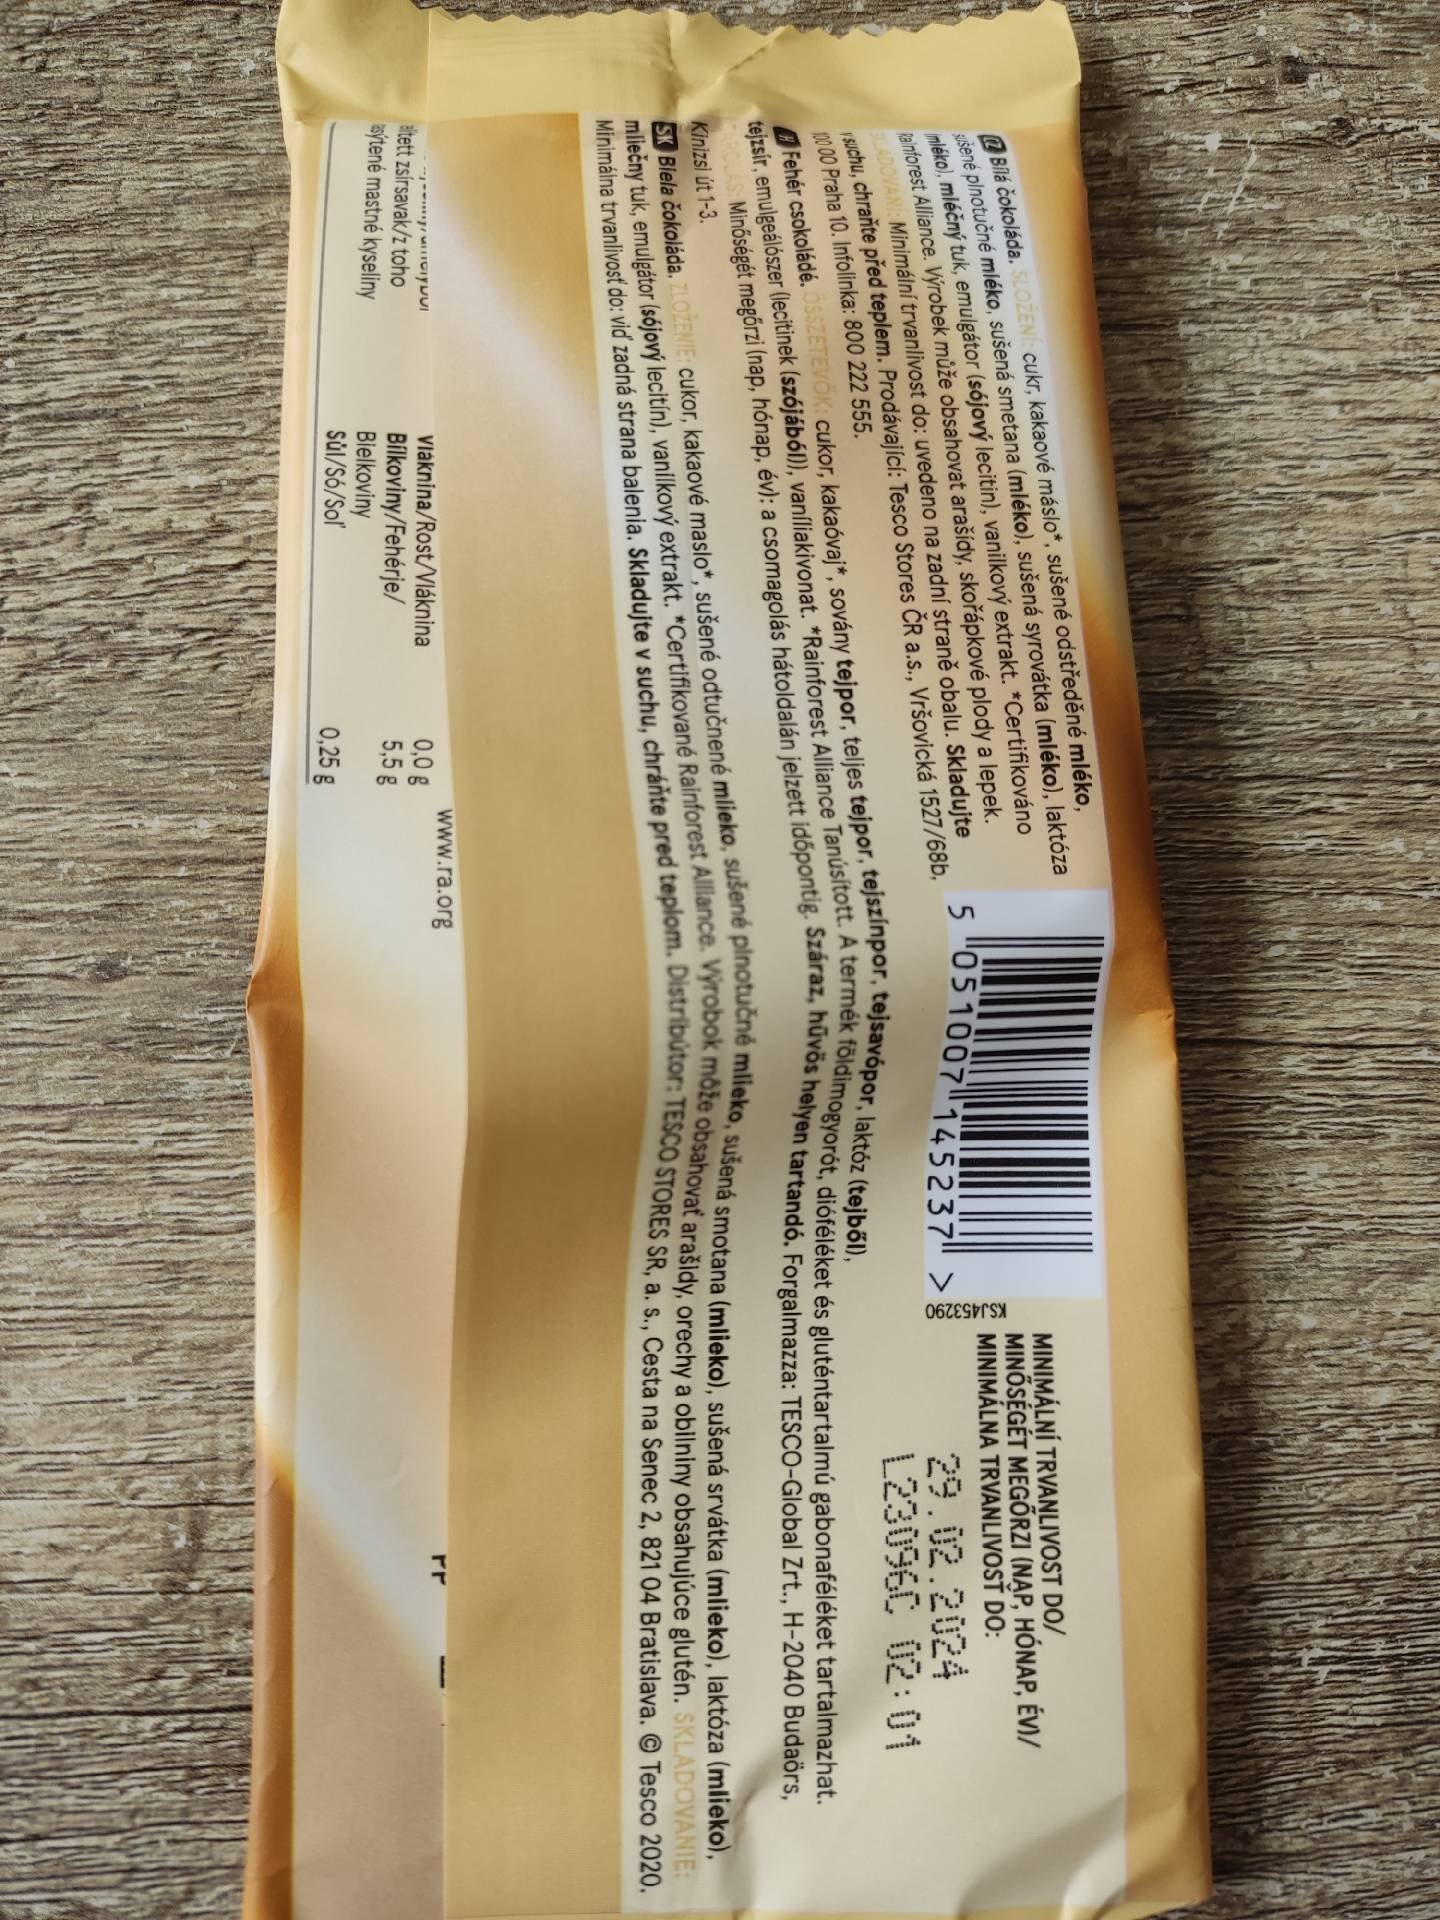 CZ Bílá čokoláda. SLOŽENÍ: cukr, kakaové máslo*, sušené odstředěné mléko,
sušené plnotučné mléko, sušená smetana (mléko), sušená syrovátka (mléko), laktóza
(mléko), mléčný tuk, emulgátor (sójový lecitin), vanilkový extrakt. *Certifikováno
Rainforest Alliance. Výrobek může obsahovat arašídy, skořápkové plody a lepek.
SKLADOVÁNÍ: Minimální trvanlivost do: uvedeno na zadní straně obalu. Skladujte
v suchu, chraňte před teplem. Prodávající: Tesco Stores ČR a.s., Vršovická 1527/68b,
100 00 Praha 10. Infolinka: 800 222 555.
H Fehér csokoládé. ÖSSZETEVŐK: cukor, kakaóvaj*, sovány tejpor, teljes tejpor, tejszínpor, tejsavópor, laktóz (tejből),
tejzsír, emulgeálószer (lecitinek (szójából)), vaníliakivonat. *Rainforest Alliance Tanúsított. A termék földimogyorót, dióféléket és gluténtartalmú gabonaféléket tartalmazhat.
TÁROLÁS: Minőségét megőrzi (nap, hónap, év): a csomagolás hátoldalán jelzett időpontig. Száraz, hűvös helyen tartandó. Forgalmazza: TESCO-Global Zrt., H-2040 Budaörs,
Kinizsi út 1-3.
SK Biela čokoláda. ZLOŽENIE: cukor, kakaové maslo*, sušené odtučnené mlieko, sušené plnotučné mlieko, sušená smotana (mlieko), sušená srvátka (mlieko), laktóza (mlieko),
mliečny tuk, emulgátor (sójový lecitín), vanilkový extrakt. *Certifikované Rainforest Alliance. Výrobok môže obsahovať arašidy, orechy a obilniny obsahujúce glutén. SKLADOVANIE:
Minimálna trvanlivosť do: viď zadná strana balenia. Skladujte v suchu, chráňte pred teplom. Distribútor: TESCO STORES SR, a. s., Cesta na Senec 2, 821 04 Bratislava. © Tesco 2020.
5 051007 145237 >
KSJ453290
MINIMÁLNÍ TRVANLIVOST DO/
MINŐSÉGÉT MEGŐRZI (NAP, HÓNAP, ÉV)/
MINIMÁLNA TRVANLIVOSŤ DO:
29.02.2024
L23096C 02:01
www.ra.org
zsírsavak/z toho
mastné kyseliny
Vláknina/Rost/Vláknina 0,0 g
Bílkoviny/Fehérje/ 5,5 g
Bielkoviny
Sůl/Só/Soľ 0,25 g